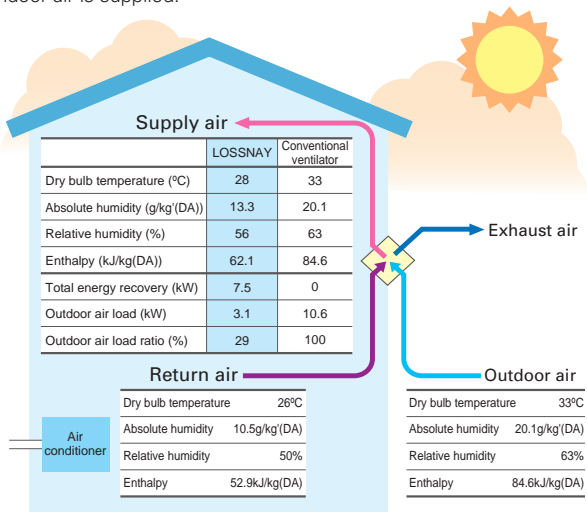 door air is supplied.
Supply air
LOSSNAY Conventional ventilator
Dry bulb temperature (ºC) 28 33
Absolute humidity (g/kg'(DA)) 13.3 20.1
Relative humidity (%) 56 63
Enthalpy (kJ/kg(DA)) 62.1 84.6
Total energy recovery (kW) 7.5 0
Outdoor air load (kW) 3.1 10.6
Outdoor air load ratio (%) 29 100
Exhaust air
Return air
Dry bulb temperature 26ºC
Absolute humidity 10.5g/kg'(DA)
Relative humidity 50%
Enthalpy 52.9kJ/kg(DA)
Outdoor air
Dry bulb temperature 33ºC
Absolute humidity 20.1g/kg'(DA)
Relative humidity 63%
Enthalpy 84.6kJ/kg(DA)
Air
conditioner